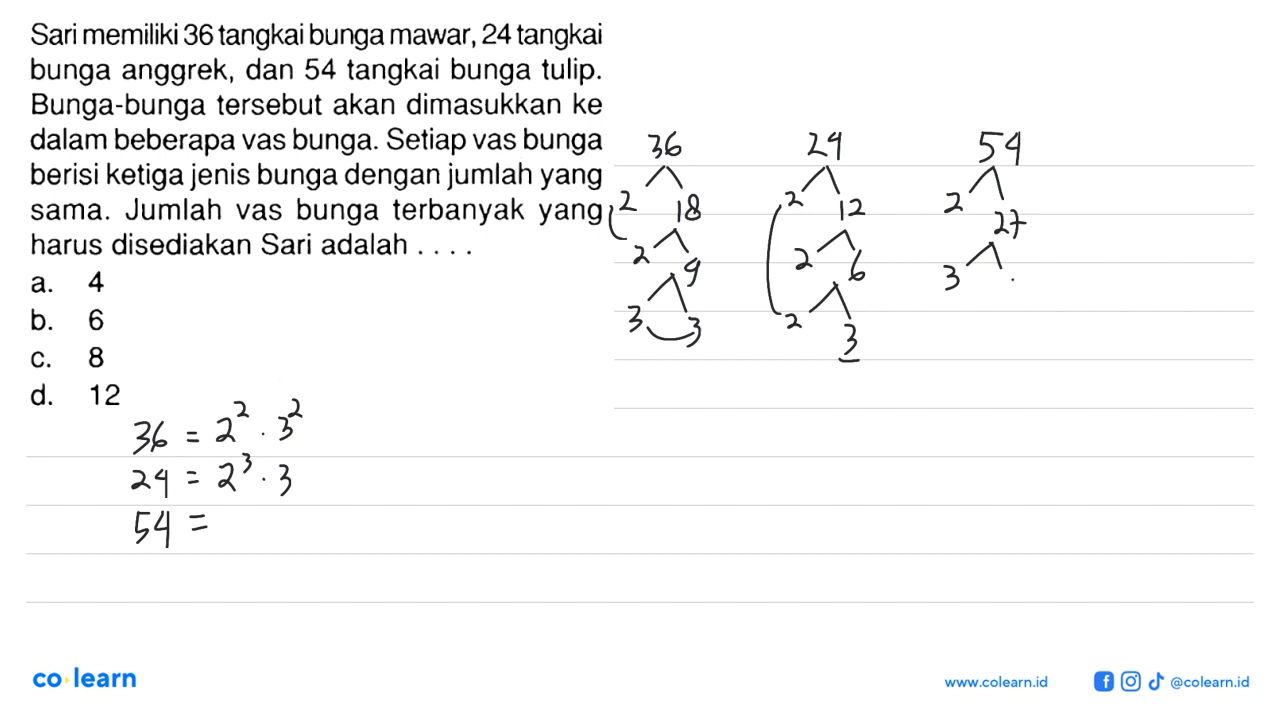 Sari memiliki 36 tangkai bunga mawar, 24 tangkai
bunga anggrek, dan 54 tangkai bunga tulip.
Bunga-bunga tersebut akan dimasukkan ke
dalam beberapa vas bunga. Setiap vas bunga
berisi ketiga jenis bunga dengan jumlah yang
sama. Jumlah vas bunga terbanyak yang
harus disediakan Sari adalah . . . .
a. 4
b. 6
c. 8
d. 12
36 = 2² · 3²
24 = 2³ · 3
54 =
36 24 54
2 18 2 12 2 27
2 9 2 6 3
3 3 2 3
co·learn
www.colearn.id @colearn.id